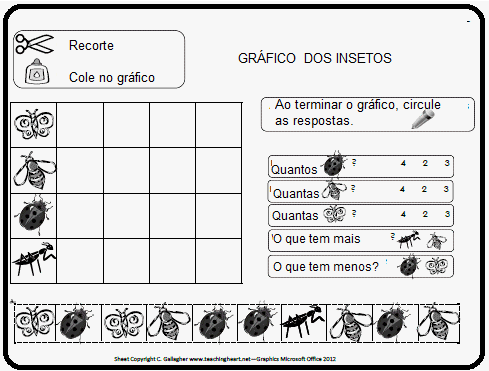 Recorte
Cole no gráfico
GRÁFICO DOS INSETOS
Ao terminar o gráfico, circule
as respostas.
Quantos ? 4 2 3
Quantas ? 4 2 3
Quantas ? 4 2 3
O que tem mais ?
O que tem menos?
Sheet Copyright C. Gallagher www.teachingheart.net—Graphics Microsoft Office 2012